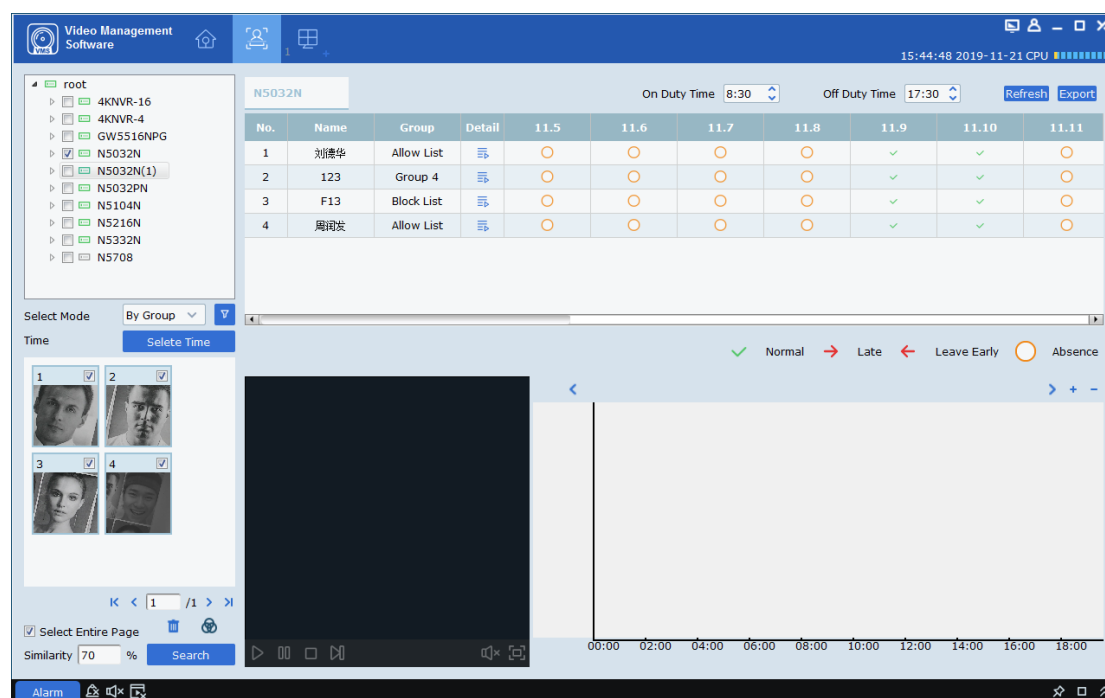 Video Management
Software
VMS
1
15:44:48 2019-11-21 CPU
root
4KNVR-16
4KNVR-4
GW5516NPG
N5032N
N5032N(1)
N5032PN
N5104N
N5216N
N5332N
N5708
Select Mode By Group
Time Selete Time
1 2
3 4
1 /1
Select Entire Page
Similarity 70 % Search
N5032N On Duty Time 8:30 Off Duty Time 17:30 Refresh Export
No. Name Group Detail 11.5 11.6 11.7 11.8 11.9 11.10 11.11
1 刘德华 Allow List
2 123 Group 4
3 F13 Block List
4 周润发 Allow List
Normal Late Leave Early Absence
00:00 02:00 04:00 06:00 08:00 10:00 12:00 14:00 16:00 18:00
Alarm